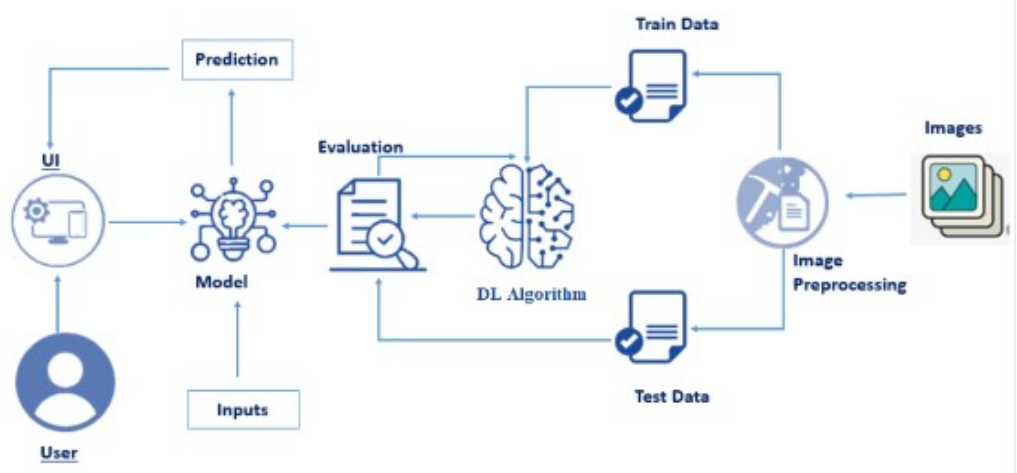 Train Data
Prediction
Images
Evaluation
UI
Image
Preprocessing
Model
DL Algorithm
Test Data
Inputs
User